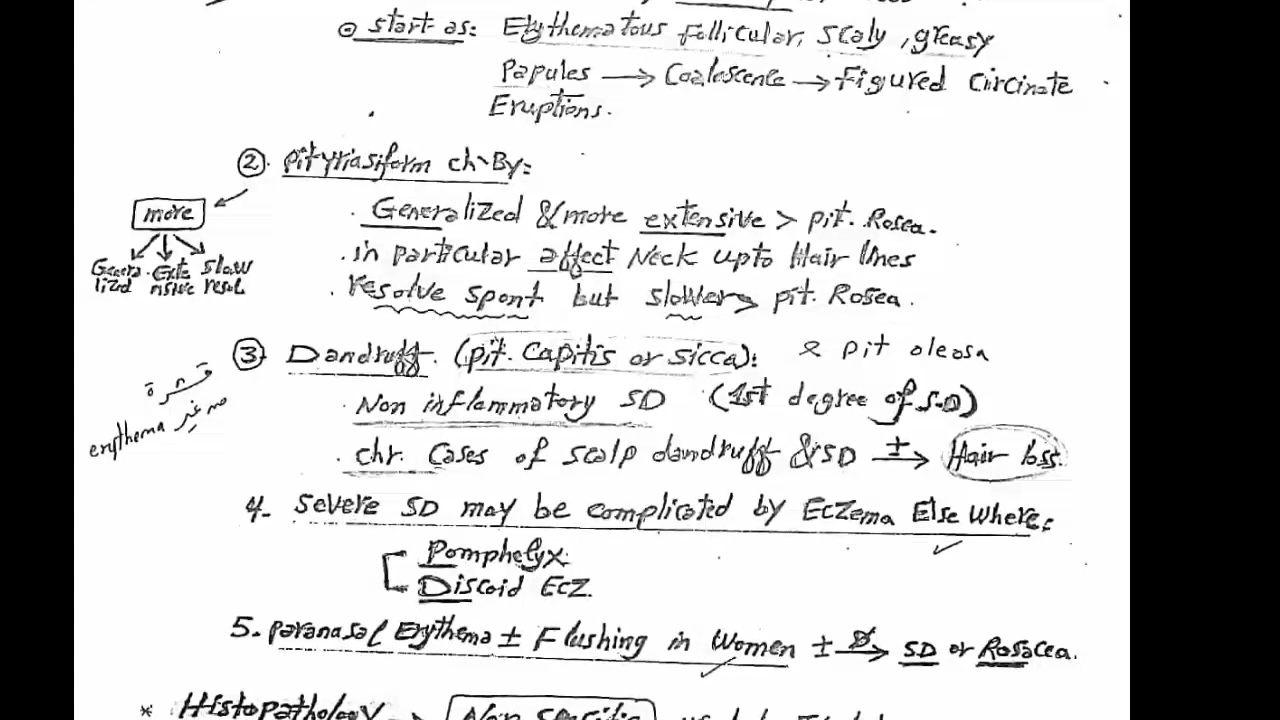 ⊙ start as: Erythematous follicular, scaly, greasy
Papules → Coalescence → Figured Circinate
Eruptions.
② pityriasiform ch-By:
more
Genera lized
Exte nsive
slow resol
. Generalized & more extensive > pit. Rosea.
. in particular affect Neck upto Hair lines
. resolve spont but slower > pit. Rosea.
③ Dandruff. (pit. Capitis or sicca): & pit oleosa
قشرة
من غير
erythema
. Non inflammatory SD (1st degree of S.D)
. chr. Cases of scalp dandruff & SD ±→ Hair loss.
4- severe SD may be complicated by Eczema Else where:
Pomphelyx
Discoid Ecz.
5- paranasal Erythema ± Flushing in Women ± → SD or Rosacea.
* Histopathology → Non specific